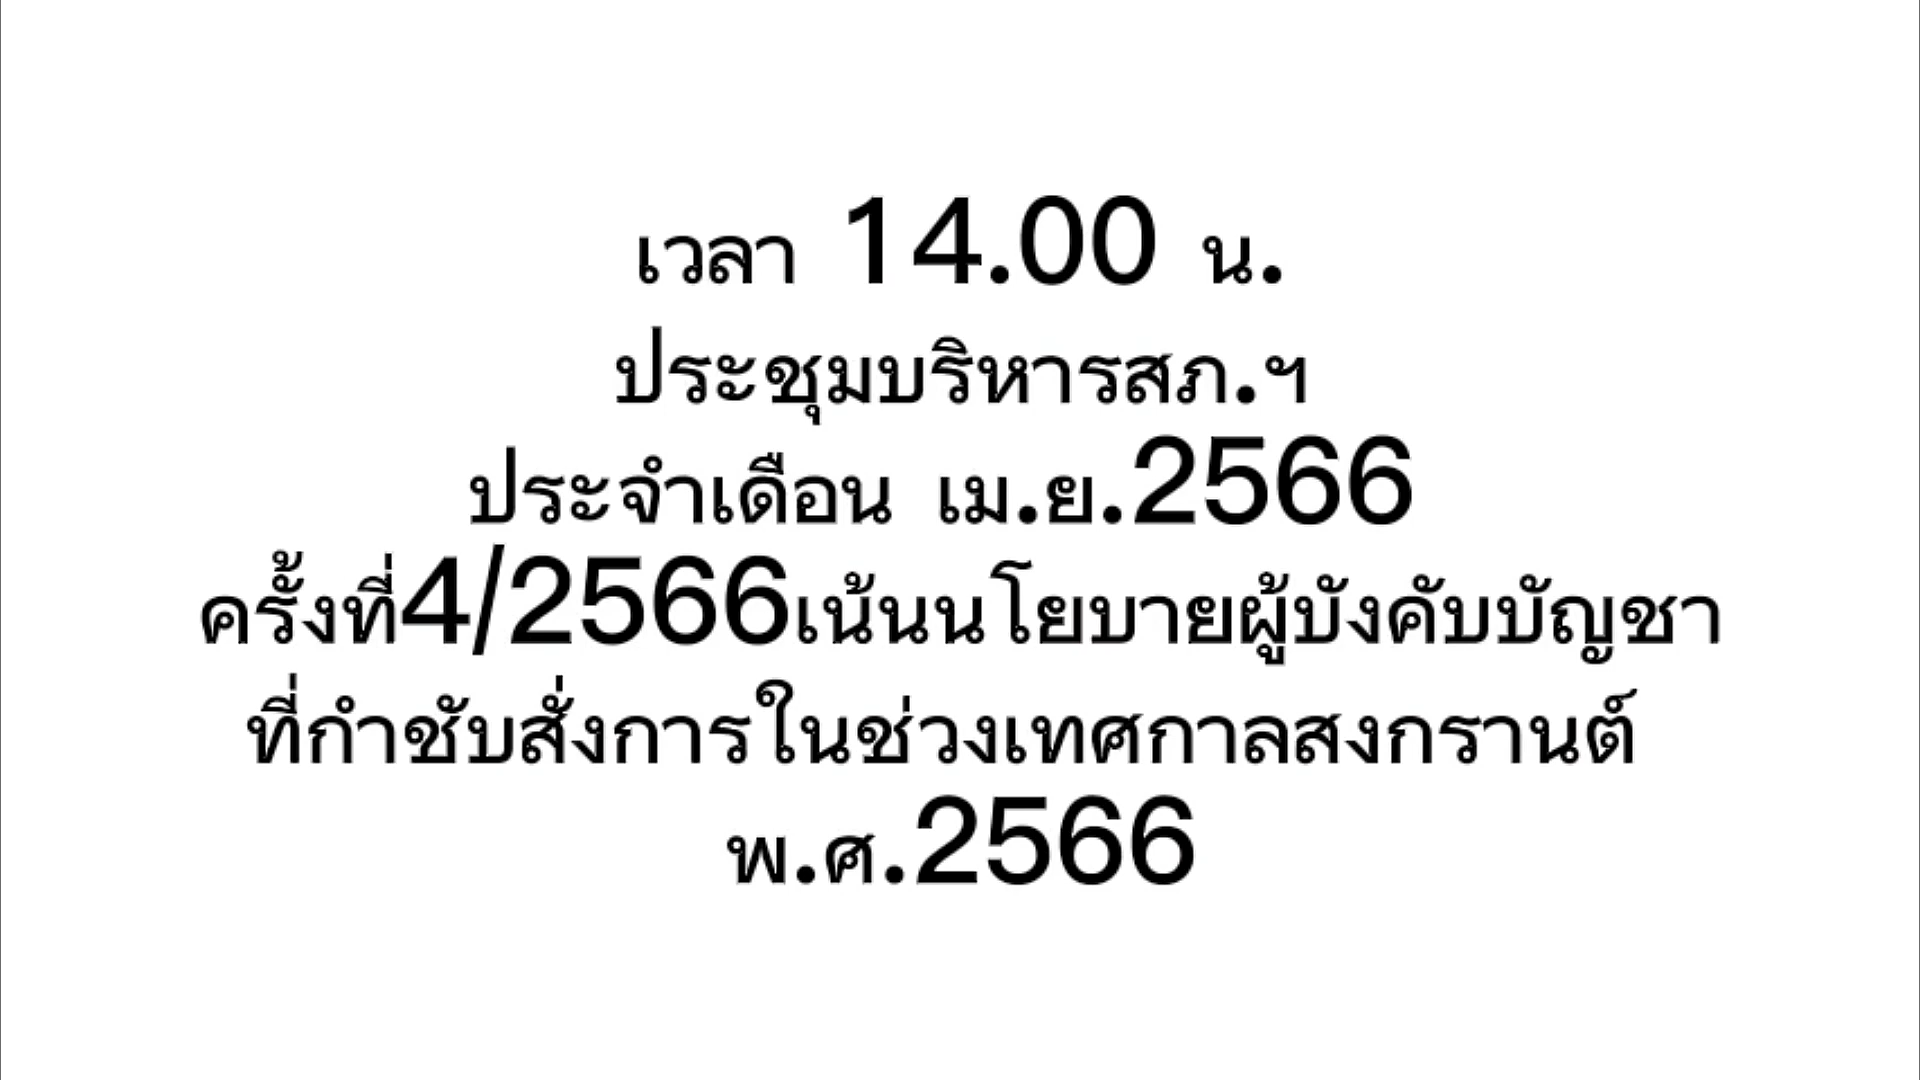 เวลา 14.00 น.
ประชุมบริหารสภ.ฯ
ประจำเดือน เม.ย.2566
ครั้งที่4/2566เน้นนโยบายผู้บังคับบัญชา
ที่กำชับสั่งการในช่วงเทศกาลสงกรานต์
พ.ศ.2566